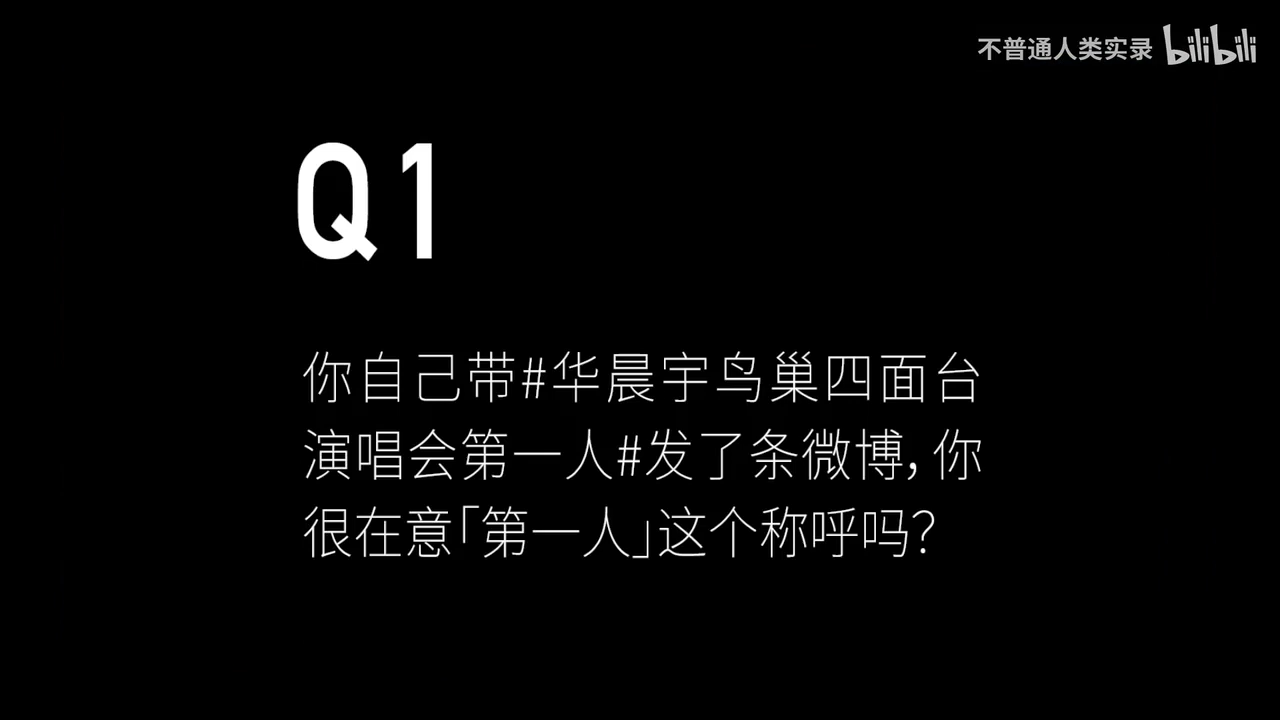 不普通人类实录 bilibili
Q1
你自己带#华晨宇鸟巢四面台
演唱会第一人#发了条微博，你
很在意「第一人」这个称呼吗？